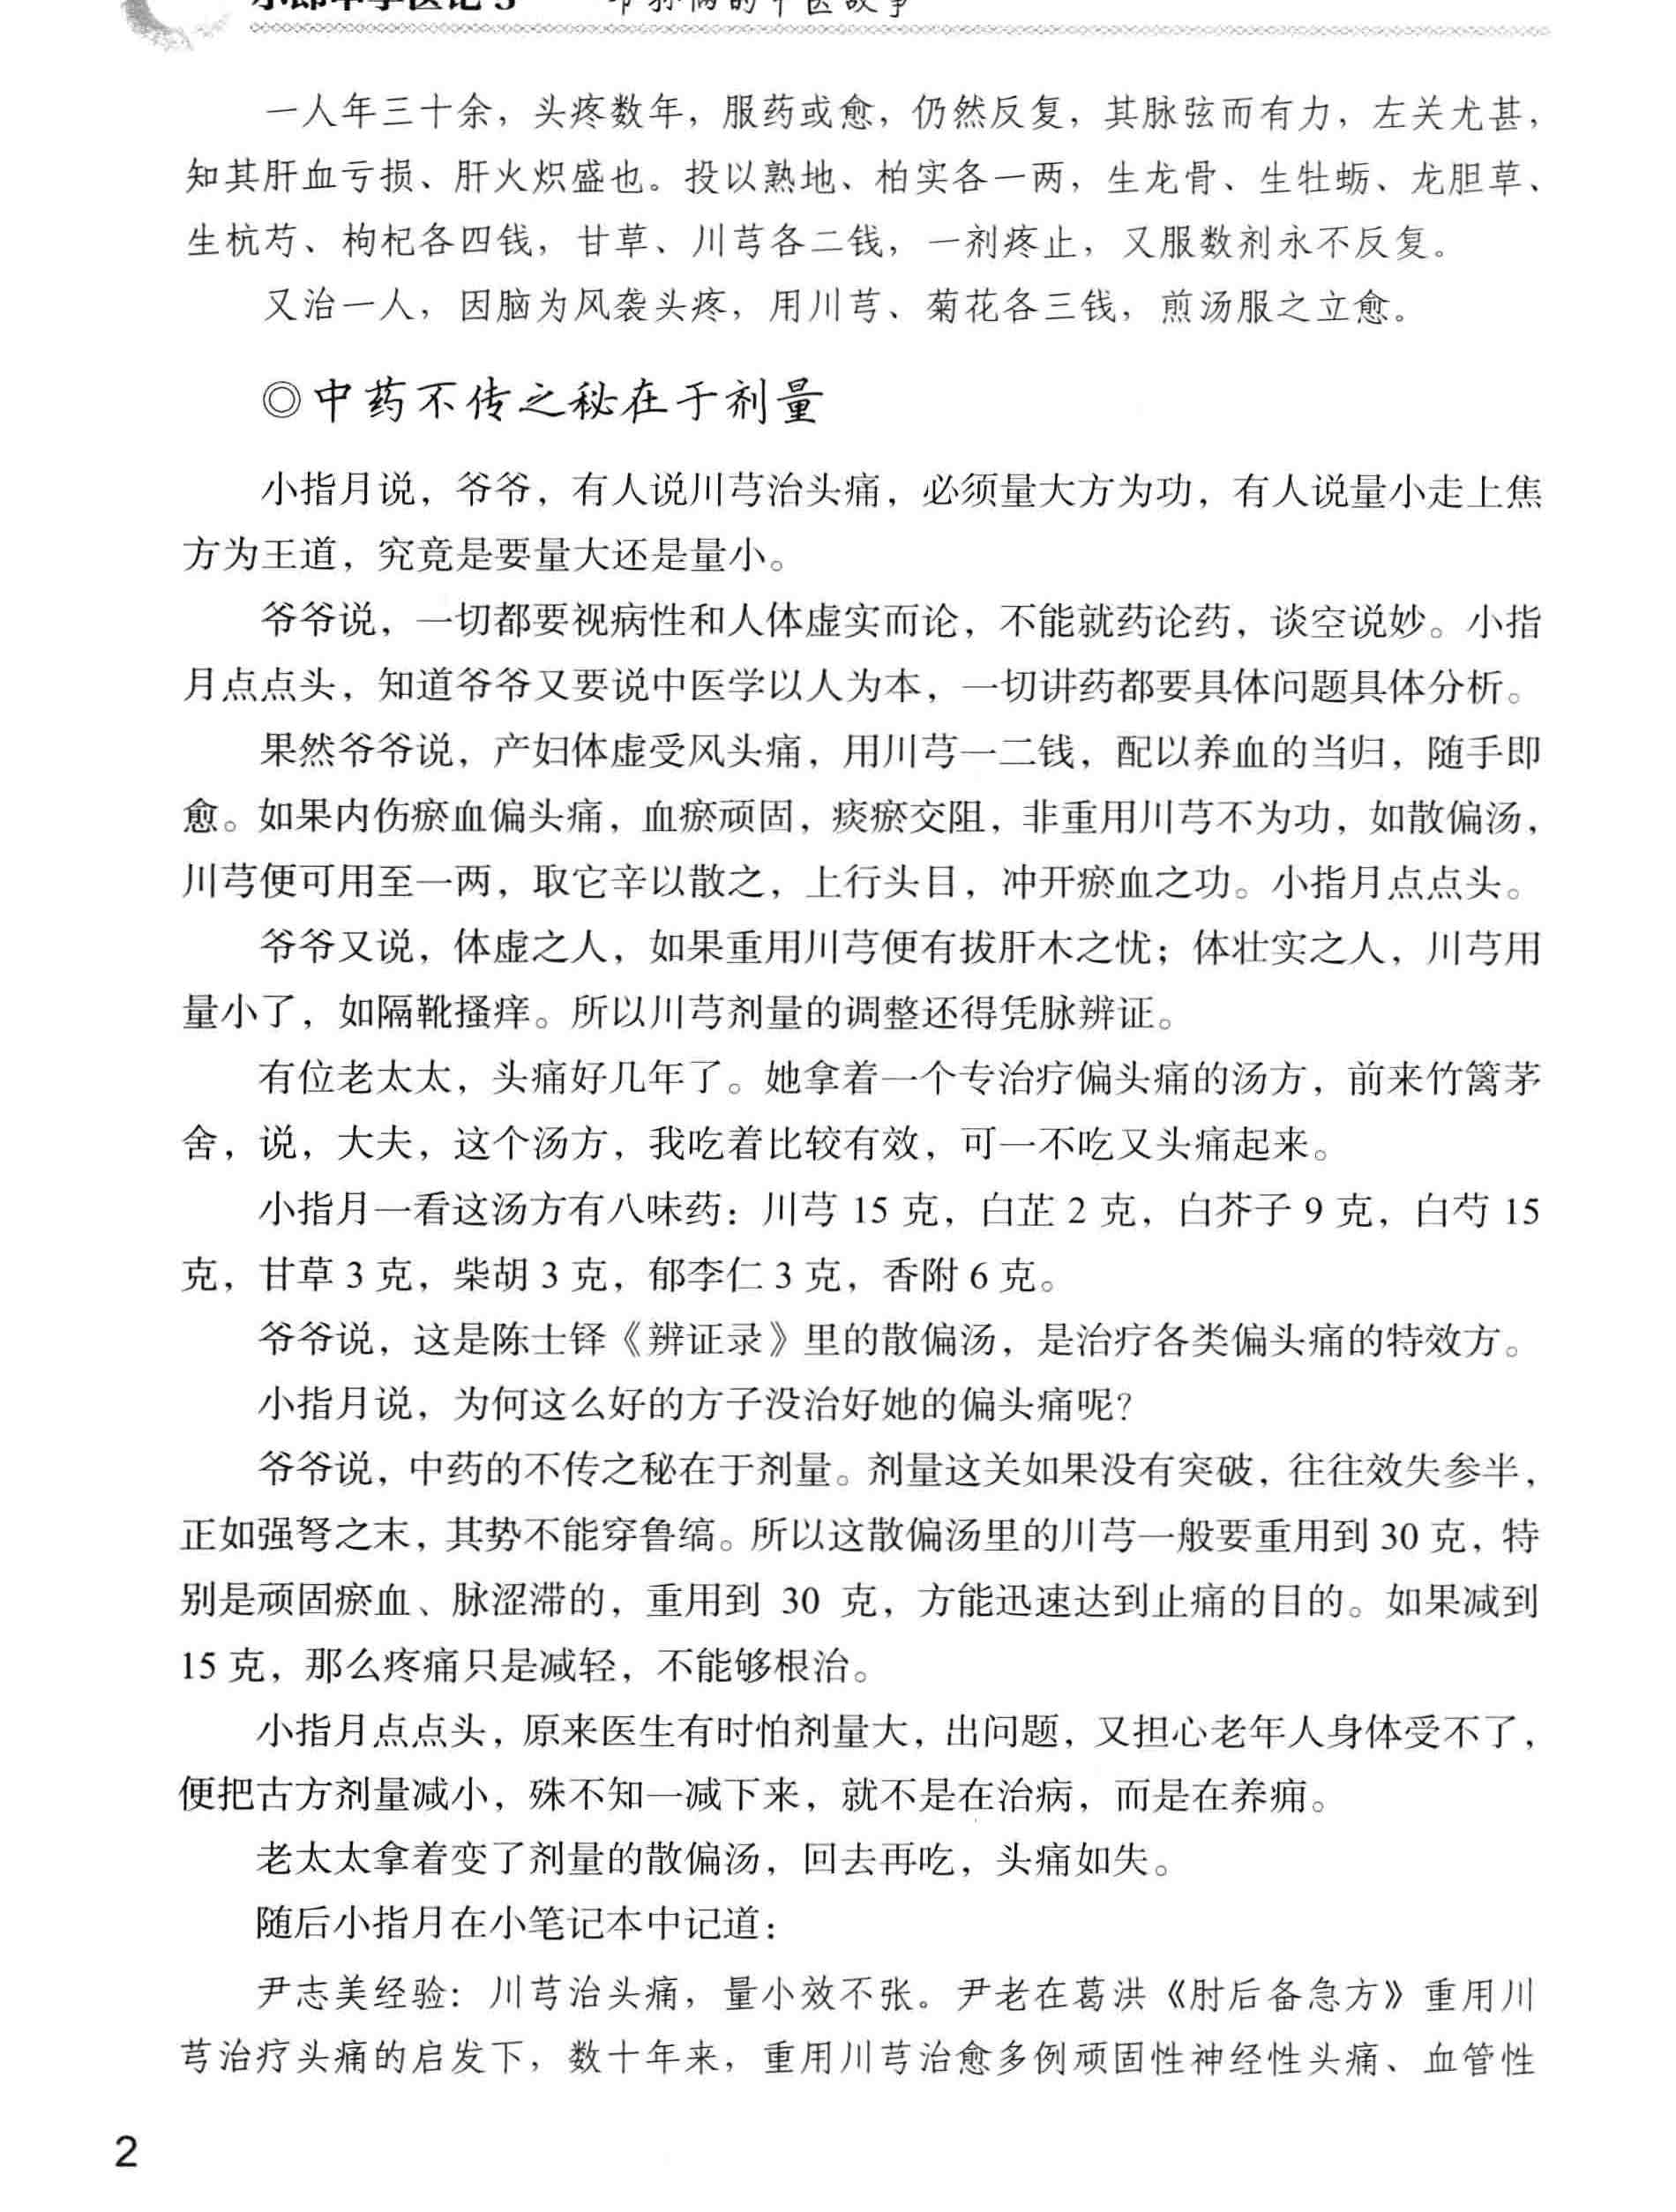 一人年三十余，头疼数年，服药或愈，仍然反复，其脉弦而有力，左关尤甚，
知其肝血亏损、肝火炽盛也。投以熟地、柏实各一两，生龙骨、生牡蛎、龙胆草、
生杭芍、枸杞各四钱，甘草、川芎各二钱，一剂疼止，又服数剂永不反复。
又治一人，因脑为风袭头疼，用川芎、菊花各三钱，煎汤服之立愈。
◎中药不传之秘在于剂量
小指月说，爷爷，有人说川芎治头痛，必须量大方为功，有人说量小走上焦
方为王道，究竟是要量大还是量小。
爷爷说，一切都要视病性和人体虚实而论，不能就药论药，谈空说妙。小指
月点点头，知道爷爷又要说中医学以人为本，一切讲药都要具体问题具体分析。
果然爷爷说，产妇体虚受风头痛，用川芎一二钱，配以养血的当归，随手即
愈。如果内伤瘀血偏头痛，血瘀顽固，痰瘀交阻，非重用川芎不为功，如散偏汤，
川芎便可用至一两，取它辛以散之，上行头目，冲开瘀血之功。小指月点点头。
爷爷又说，体虚之人，如果重用川芎便有拔肝木之忧；体壮实之人，川芎用
量小了，如隔靴搔痒。所以川芎剂量的调整还得凭脉辨证。
有位老太太，头痛好几年了。她拿着一个专治疗偏头痛的汤方，前来竹篱茅
舍，说，大夫，这个汤方，我吃着比较有效，可一不吃又头痛起来。
小指月一看这汤方有八味药：川芎 15 克，白芷 2 克，白芥子 9 克，白芍 15
克，甘草 3 克，柴胡 3 克，郁李仁 3 克，香附 6 克。
爷爷说，这是陈士铎《辨证录》里的散偏汤，是治疗各类偏头痛的特效方。
小指月说，为何这么好的方子没治好她的偏头痛呢？
爷爷说，中药的不传之秘在于剂量。剂量这关如果没有突破，往往效失参半，
正如强弩之末，其势不能穿鲁缟。所以这散偏汤里的川芎一般要重用到 30 克，特
别是顽固瘀血、脉涩滞的，重用到 30 克，方能迅速达到止痛的目的。如果减到
15 克，那么疼痛只是减轻，不能够根治。
小指月点点头，原来医生有时怕剂量大，出问题，又担心老年人身体受不了，
便把古方剂量减小，殊不知一减下来，就不是在治病，而是在养痈。
老太太拿着变了剂量的散偏汤，回去再吃，头痛如失。
随后小指月在小笔记本中记道：
尹志美经验：川芎治头痛，量小效不张。尹老在葛洪《肘后备急方》重用川
芎治疗头痛的启发下，数十年来，重用川芎治愈多例顽固性神经性头痛、血管性
2